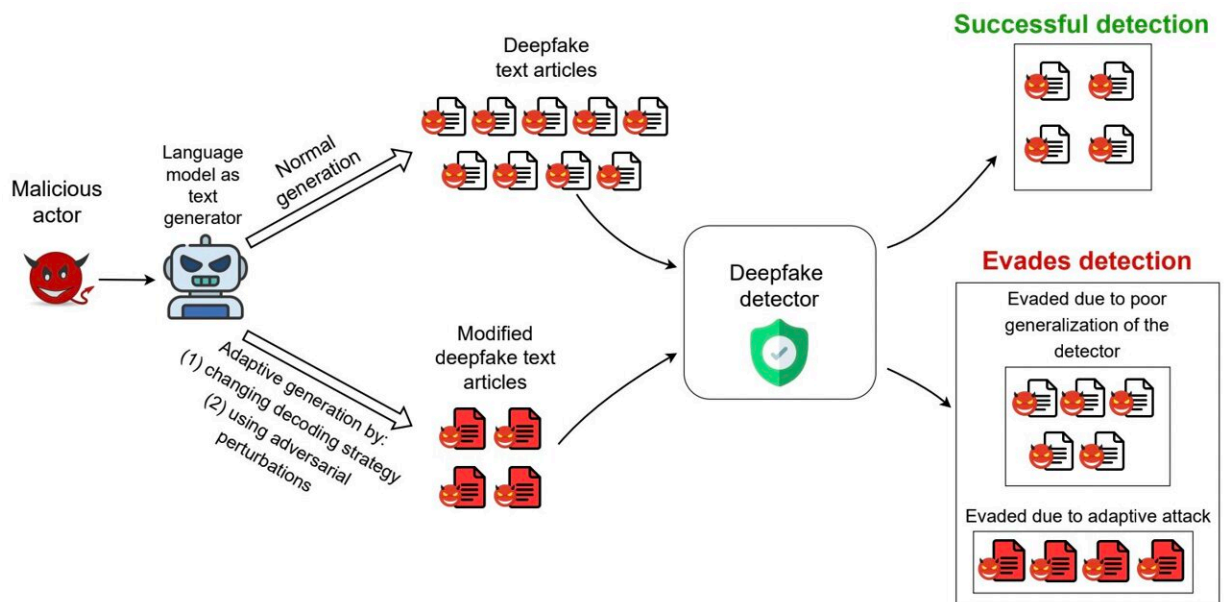 Malicious
actor
Language
model as
text
generator
Normal
generation
Adaptive generation by:
(1) changing decoding strategy
(2) using adversarial
perturbations
Deepfake
text articles
Modified
deepfake text
articles
Deepfake
detector
Successful detection
Evades detection
Evaded due to poor
generalization of the
detector
Evaded due to adaptive attack